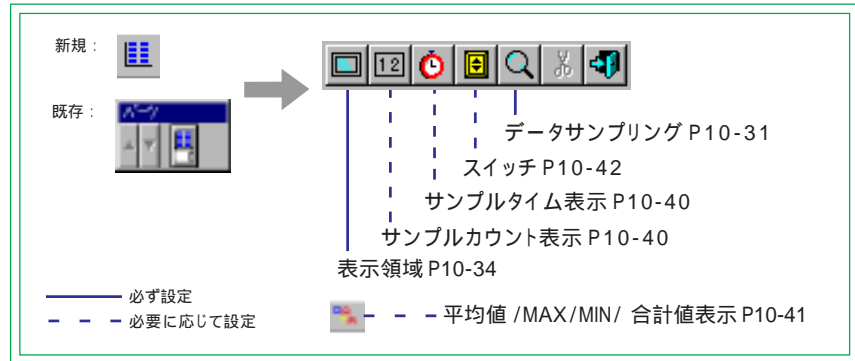 新規：
既存：
パーツ
12
データサンプリング P10-31
スイッチ P10-42
サンプルタイム表示 P10-40
サンプルカウント表示 P10-40
表示領域 P10-34
必ず設定
必要に応じて設定
平均値 /MAX/MIN/ 合計値表示 P10-41